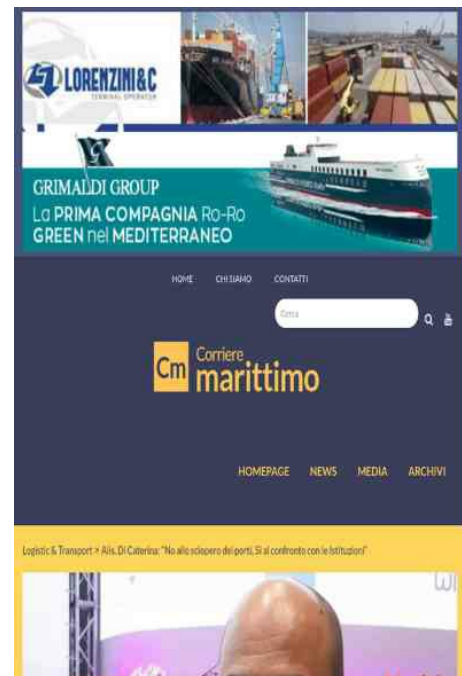 LORENZINI&C
TERMINAL OPERATOR
GRIMALDI GROUP
La PRIMA COMPAGNIA Ro-Ro
GREEN nel MEDITERRANEO
HOME CHI SIAMO CONTATTI
Cerca
Cm Corriere
marittimo
HOMEPAGE NEWS MEDIA ARCHIVI
Logistic & Transport > Alis, Di Caterina: "No allo sciopero dei porti, Sì al confronto con le Istituzioni"